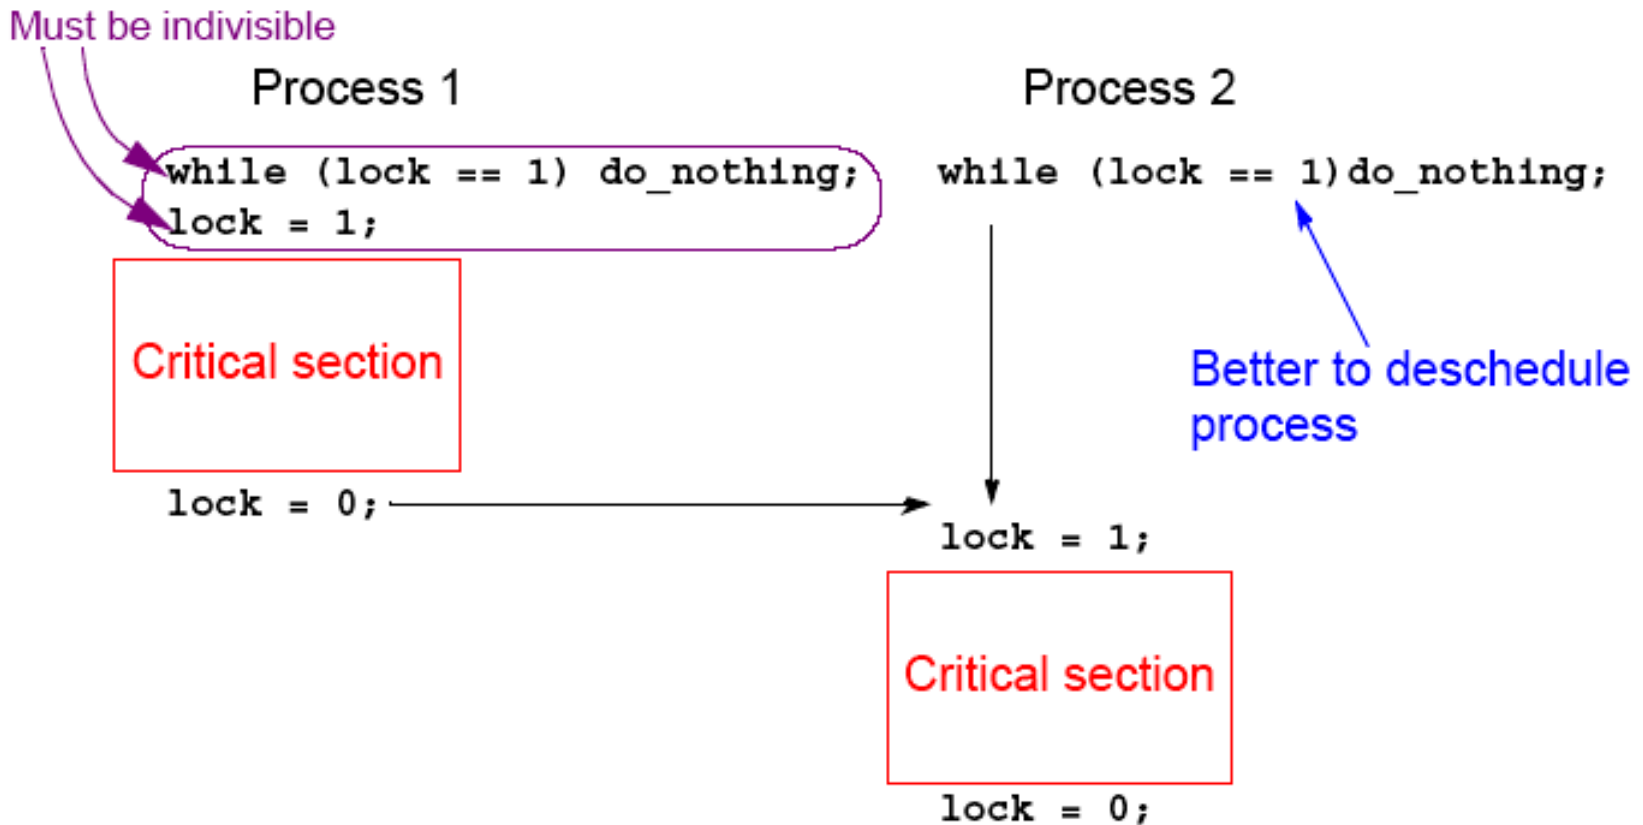 Must be indivisible
Process 1
Process 2
while (lock == 1) do_nothing;
while (lock == 1)do_nothing;
lock = 1;
Critical section
Better to deschedule
process
lock = 0;
lock = 1;
Critical section
lock = 0;